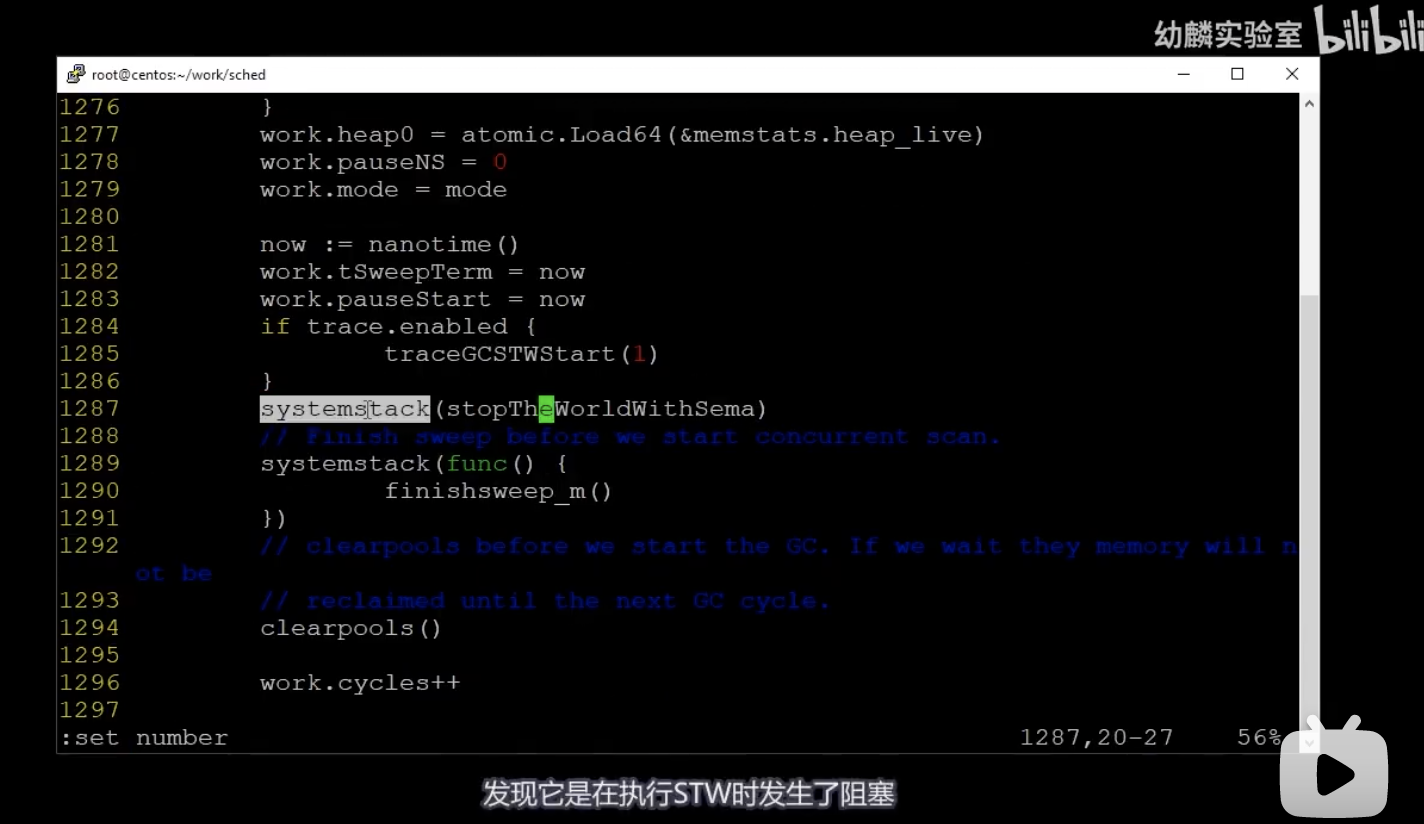 幼麟实验室 bilibili
root@centos:~/work/sched
1276 }
1277 work.heap0 = atomic.Load64(&memstats.heap_live)
1278 work.pauseNS = 0
1279 work.mode = mode
1280
1281 now := nanotime()
1282 work.tSweepTerm = now
1283 work.pauseStart = now
1284 if trace.enabled {
1285 traceGCSTWStart(1)
1286 }
1287 systemstack(stopTheWorldWithSema)
1288 // Finish sweep before we start concurrent scan.
1289 systemstack(func() {
1290 finishsweep_m()
1291 })
1292 // clearpools before we start the GC. If we wait they memory will n
ot be
1293 // reclaimed until the next GC cycle.
1294 clearpools()
1295
1296 work.cycles++
1297
:set number 1287,20-27 56%
发现它是在执行STW时发生了阻塞